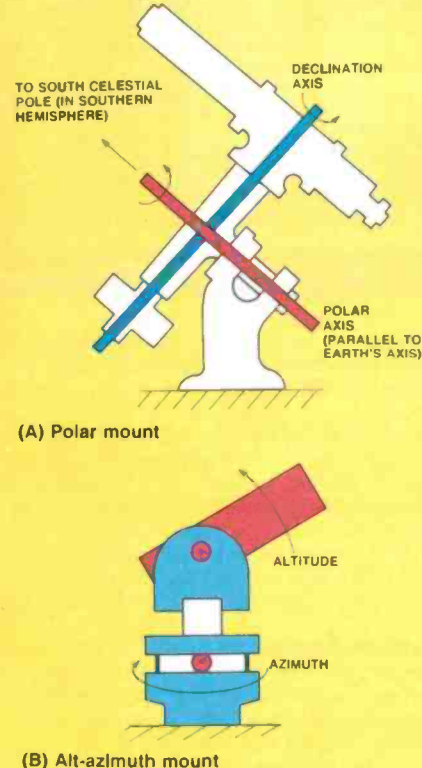 DECLINATION
AXIS
TO SOUTH CELESTIAL
POLE (IN SOUTHERN
HEMISPHERE)
POLAR
AXIS
(PARALLEL TO
EARTH'S AXIS)
(A) Polar mount
ALTITUDE
AZIMUTH
(B) Alt-azimuth mount